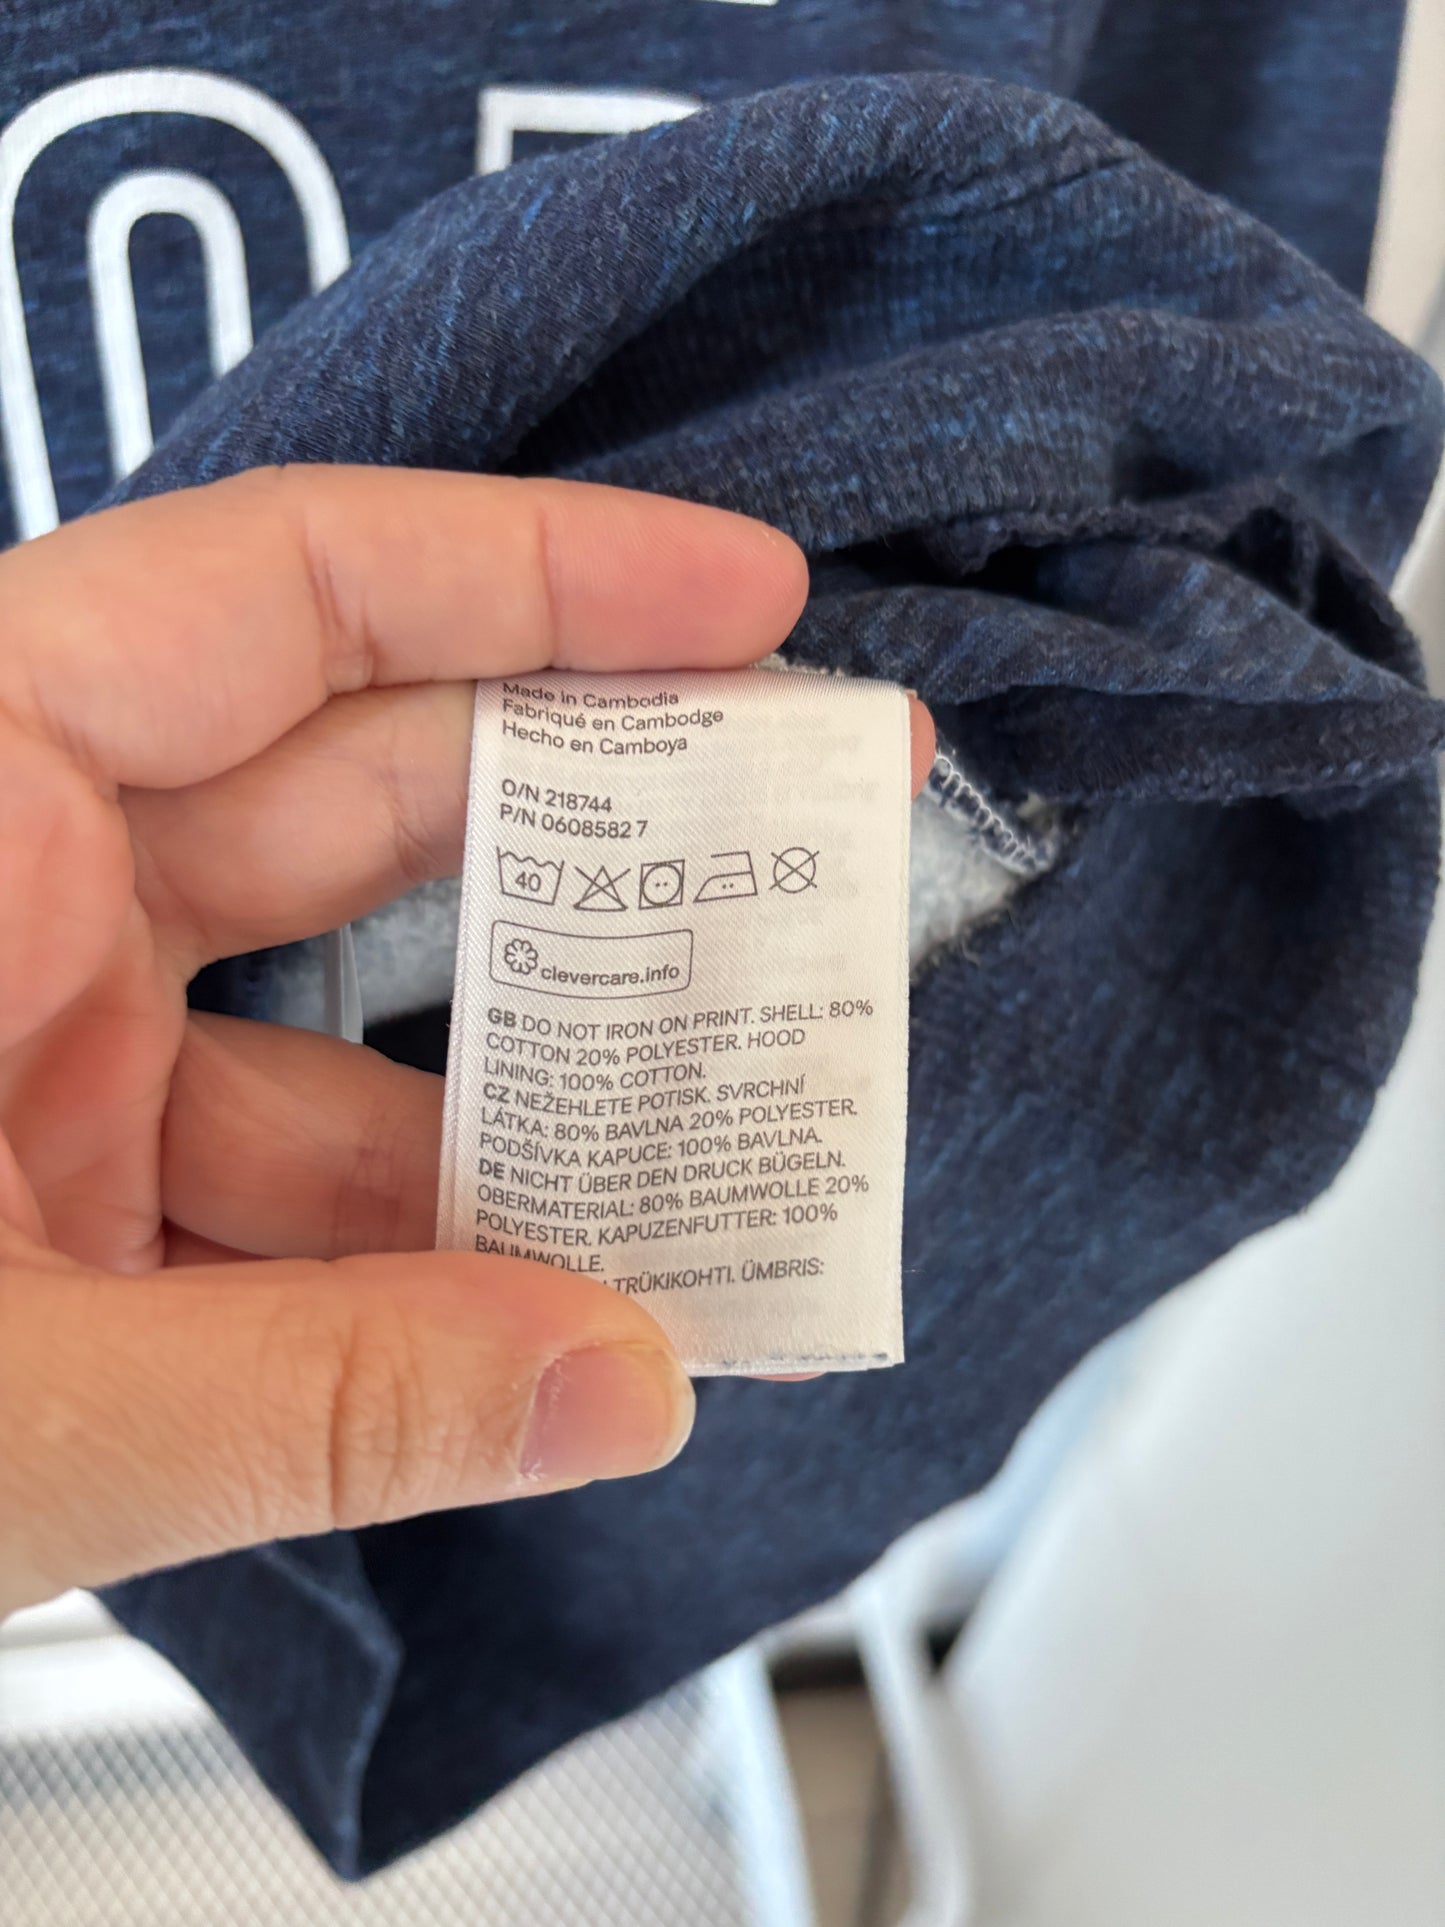 Made in Cambodia
Fabriqué en Cambodge
Hecho en Camboya
O/N 218744
P/N 0608582 7
40
clevercare.info
GB DO NOT IRON ON PRINT. SHELL: 80%
COTTON 20% POLYESTER. HOOD
LINING: 100% COTTON.
CZ NEŽEHLETE POTISK. SVRCHNÍ
LÁTKA: 80% BAVLNA 20% POLYESTER.
PODŠÍVKA KAPUCE: 100% BAVLNA.
DE NICHT ÜBER DEN DRUCK BÜGELN.
OBERMATERIAL: 80% BAUMWOLLE 20%
POLYESTER. KAPUZENFUTTER: 100%
BAUMWOLLE.
TRÜKIKOHTI. ÜMBRIS: